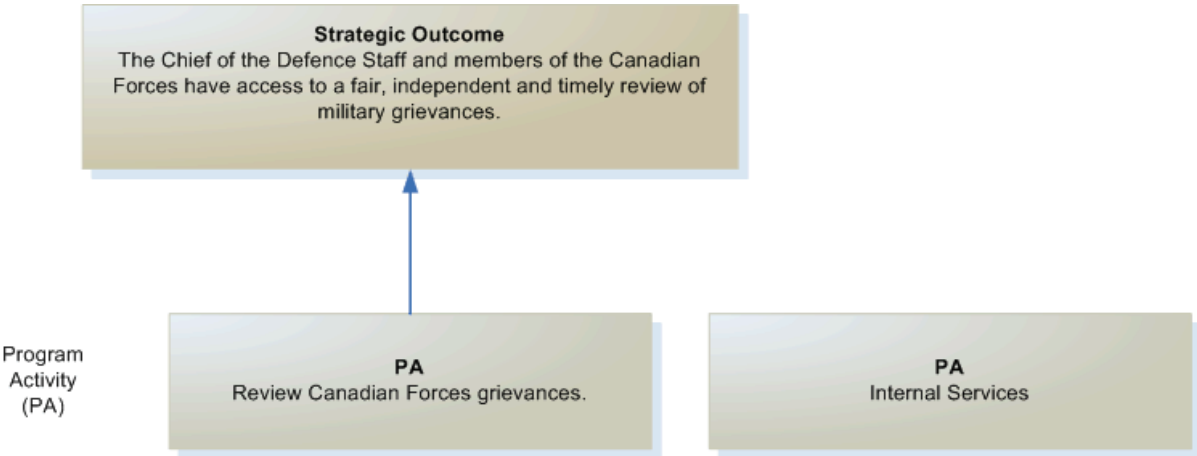 Strategic Outcome
The Chief of the Defence Staff and members of the Canadian
Forces have access to a fair, independent and timely review of
military grievances.
Program
Activity
(PA)
PA
Review Canadian Forces grievances.
PA
Internal Services